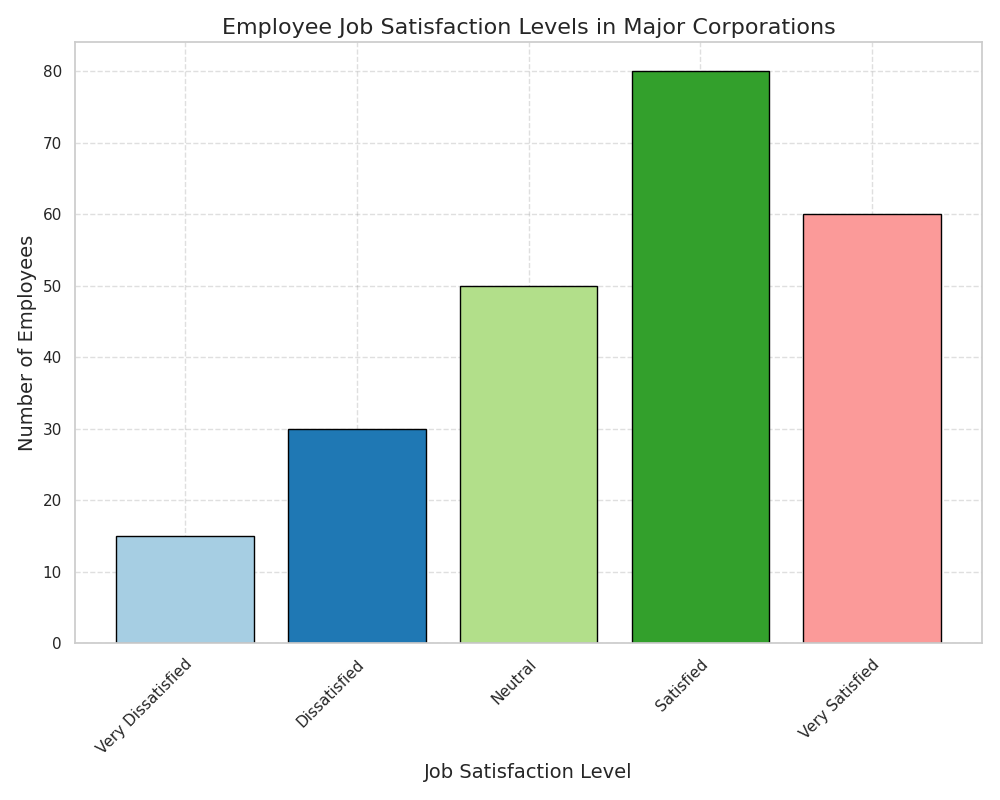 Employee Job Satisfaction Levels in Major Corporations
80
70
60
50
40
30
20
10
0
Number of Employees
Very Dissatisfied
Dissatisfied
Neutral
Satisfied
Very Satisfied
Job Satisfaction Level